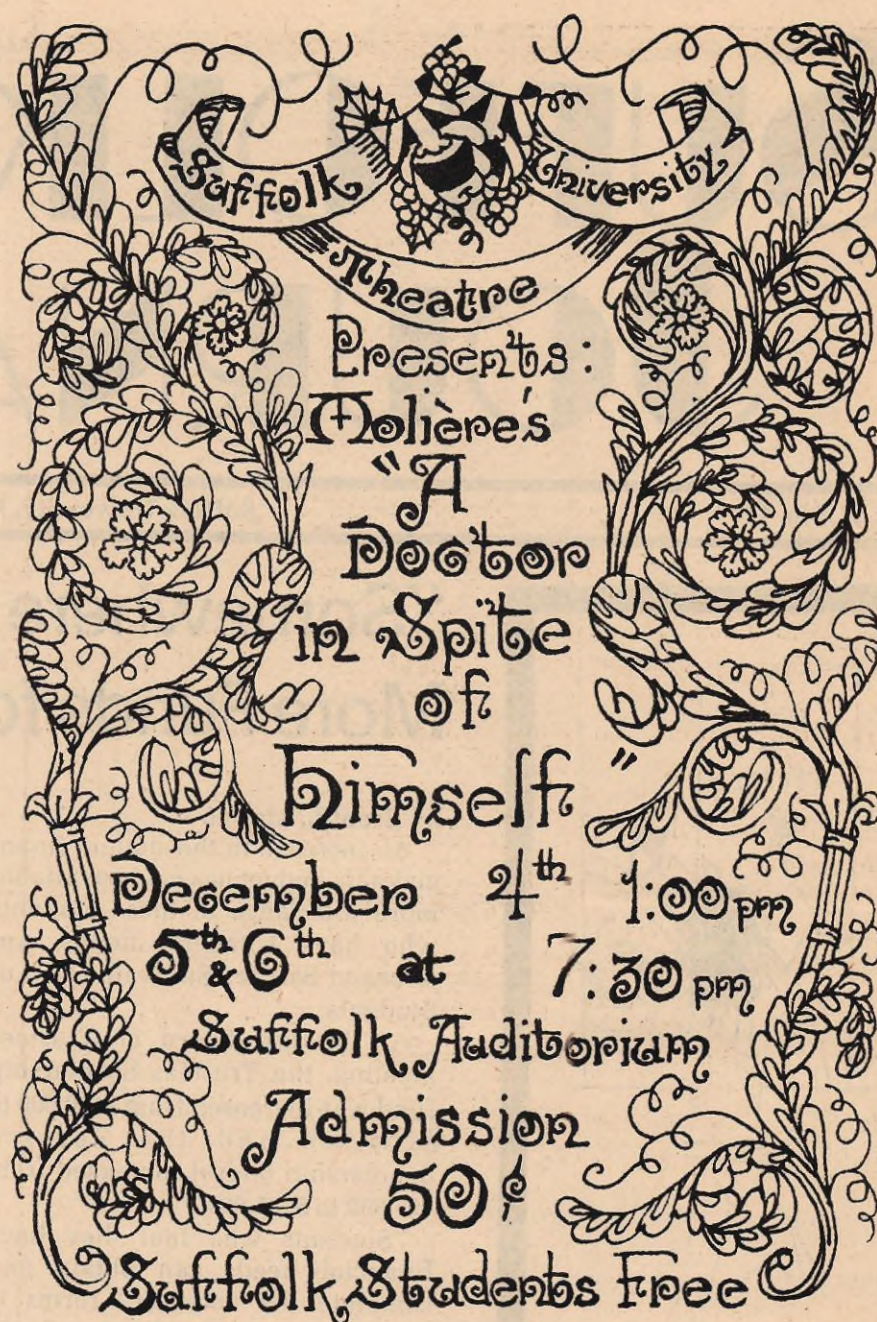 Suffolk University
Theatre
Presents:
Molière's
"A
Doctor
in Spite
of
Himself"
December 4th 1:00 pm
5th & 6th at 7:30 pm
Suffolk Auditorium
Admission
50¢
Suffolk Students Free